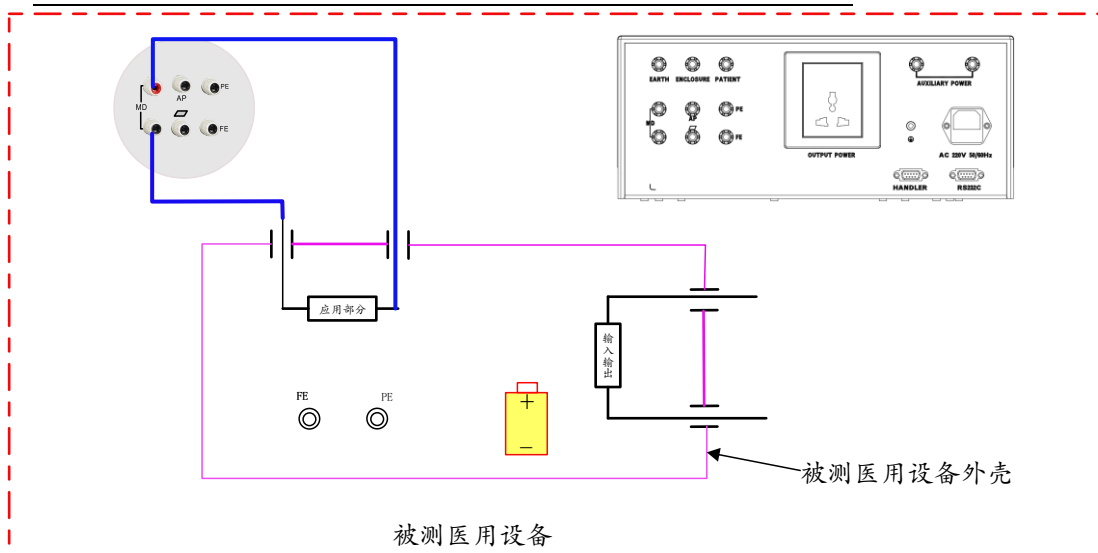 MD
AP
PE
FE
EARTH ENCLOSURE PATIENT
AUXILIARY POWER
MD
AP
PE
FE
OUTPUT POWER
AC 220V 50/60Hz
HANDLER
RS232C
应用部分
输入输出
FE
PE
+
−
被测医用设备外壳
被测医用设备